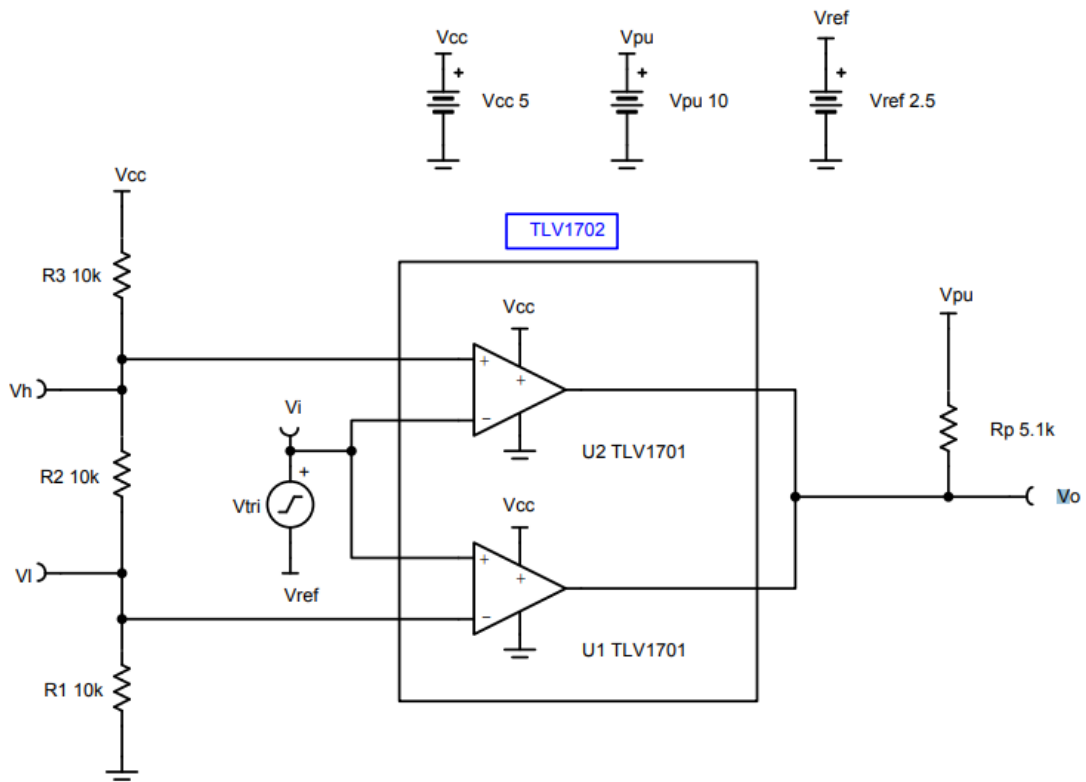 Vref
Vcc
Vpu
+
+
+
Vcc 5
Vpu 10
Vref 2.5
Vcc
TLV1702
R3 10k
Vpu
Vcc
+
+
Vh
Vi
−
Rp 5.1k
U2 TLV1701
R2 10k
+
Vtri
Vcc
Vo
+
+
Vl
Vref
−
U1 TLV1701
R1 10k